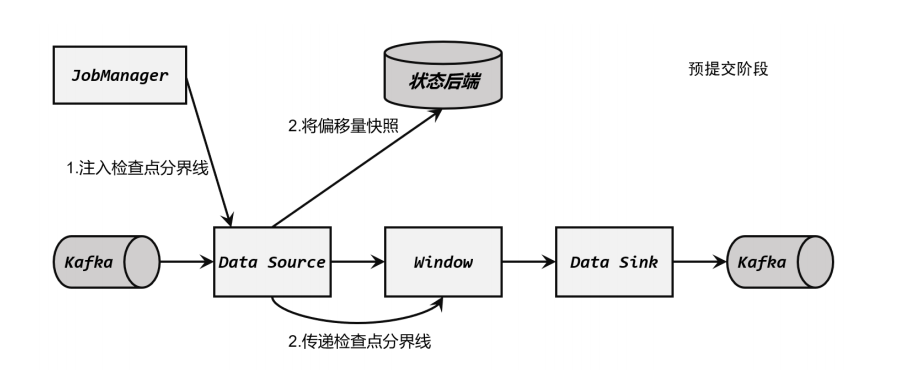 JobManager
状态后端
预提交阶段
2.将偏移量快照
1.注入检查点分界线
Kafka
Data Source
Window
Data Sink
Kafka
2.传递检查点分界线